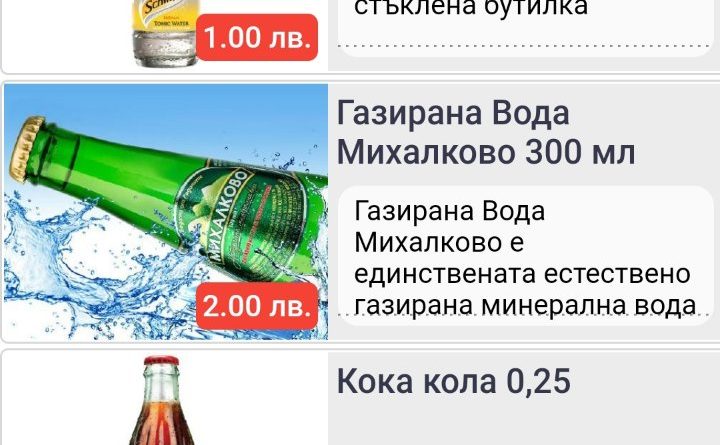 TONIC WATER
1.00 лв.
стъклена бутилка
Газирана Вода
Михалково 300 мл
МИХАЛКОВО
Газирана Вода
Михалково е
единствената естествено
газирана минерална вода
2.00 лв.
Кока кола 0,25